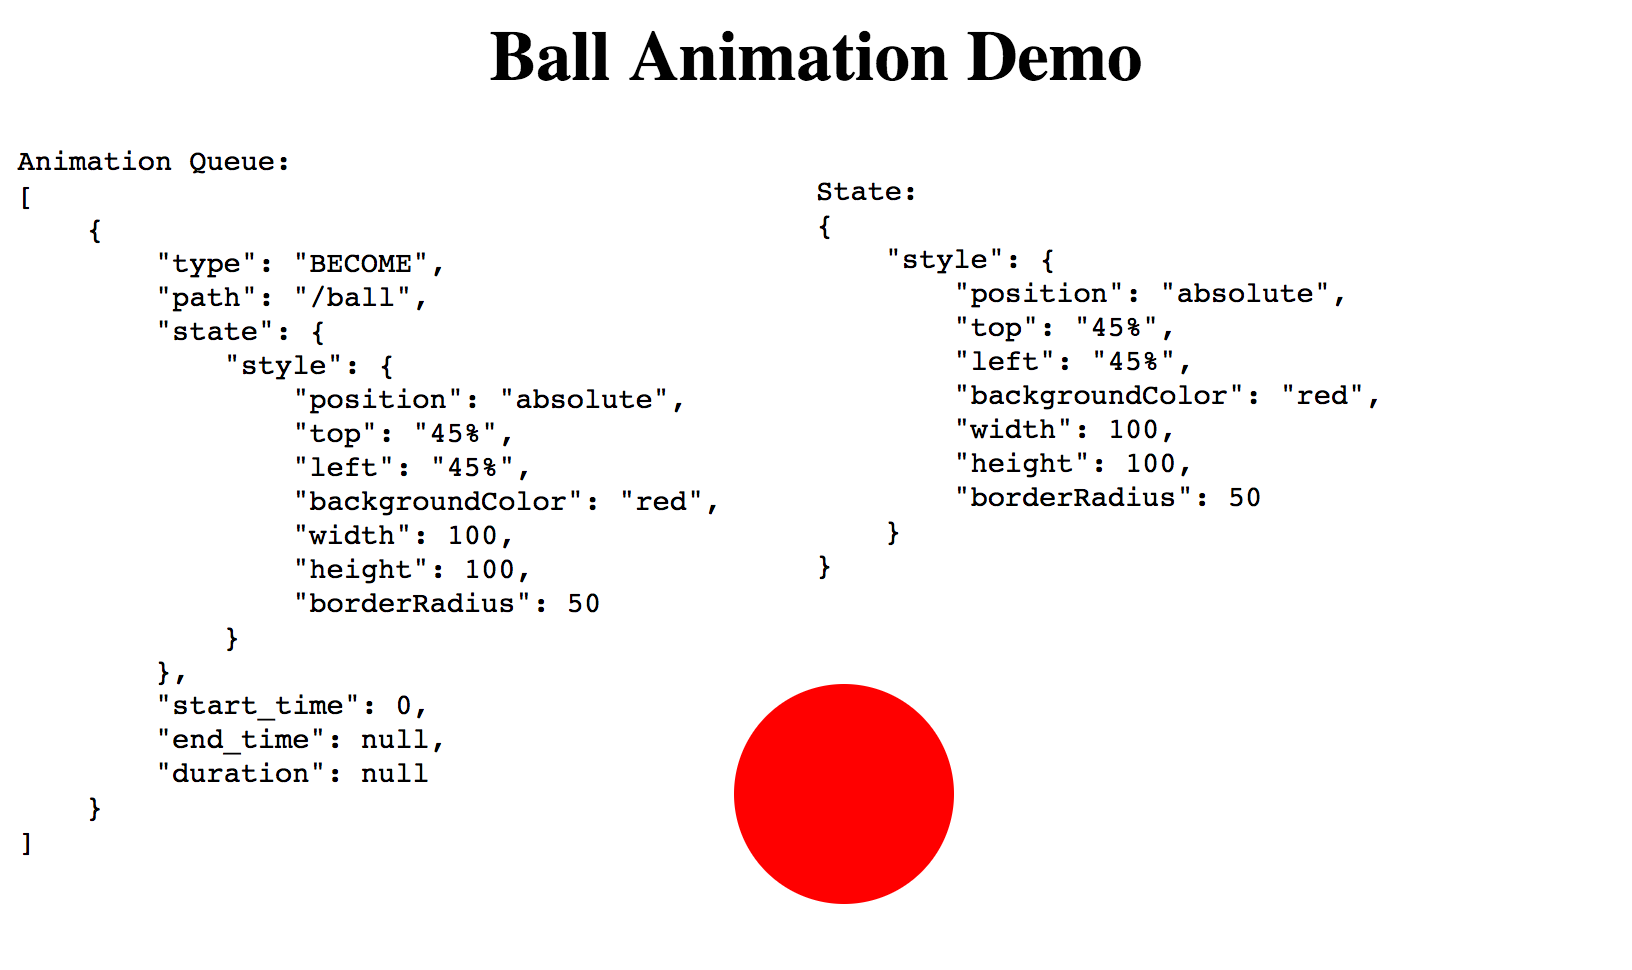 Ball Animation Demo
Animation Queue:
[
    {
        "type": "BECOME",
        "path": "/ball",
        "state": {
            "style": {
                "position": "absolute",
                "top": "45%",
                "left": "45%",
                "backgroundColor": "red",
                "width": 100,
                "height": 100,
                "borderRadius": 50
            }
        },
        "start_time": 0,
        "end_time": null,
        "duration": null
    }
]
State:
{
    "style": {
        "position": "absolute",
        "top": "45%",
        "left": "45%",
        "backgroundColor": "red",
        "width": 100,
        "height": 100,
        "borderRadius": 50
    }
}